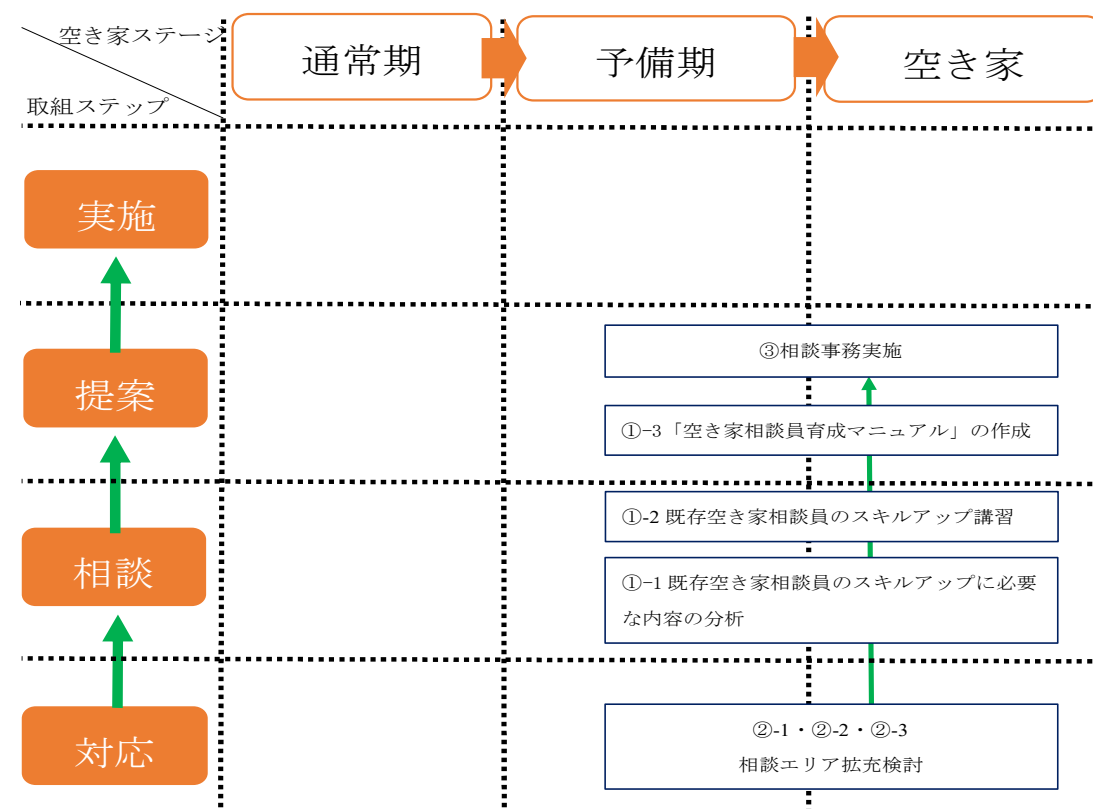 空き家ステージ
取組ステップ
通常期
予備期
空き家
実施
提案
相談
対応
③相談事務実施
①-3「空き家相談員育成マニュアル」の作成
①-2 既存空き家相談員のスキルアップ講習
①-1 既存空き家相談員のスキルアップに必要
な内容の分析
②-1・②-2・②-3
相談エリア拡充検討